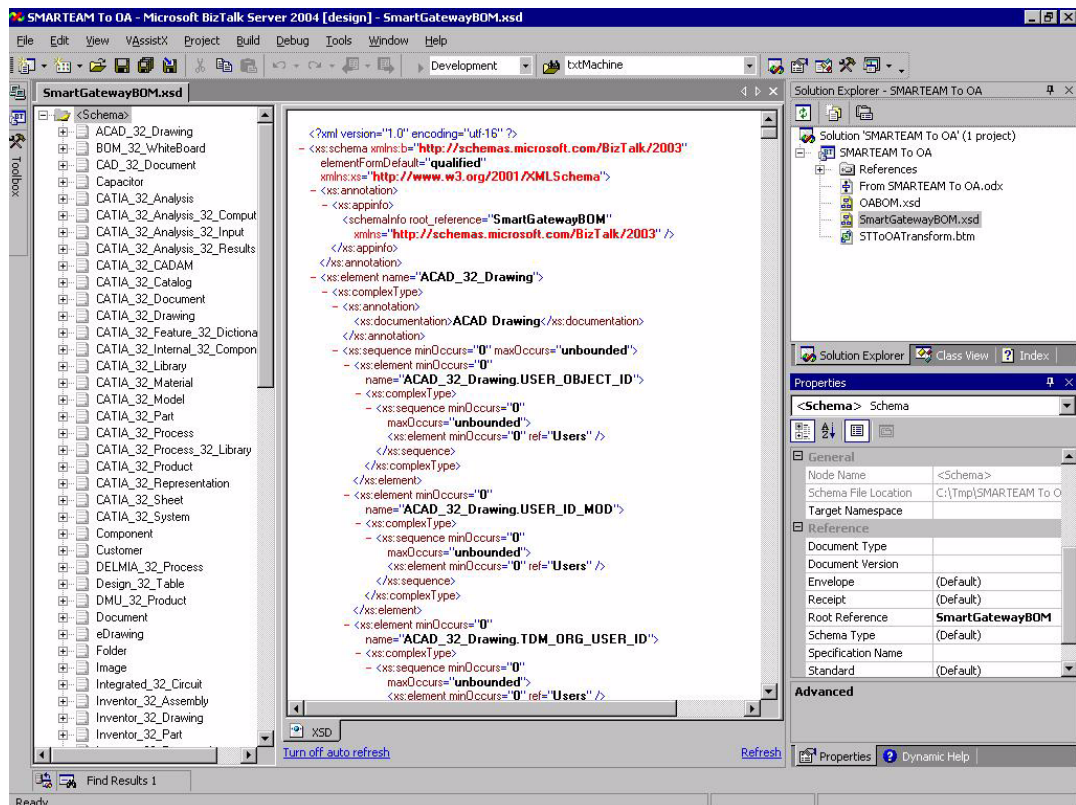 SMARTEAM To OA - Microsoft BizTalk Server 2004 [design] - SmartGatewayBOM.xsd
File Edit View VAssistX Project Build Debug Tools Window Help
Development txtMachine
SmartGatewayBOM.xsd
Toolbox
<Schema>
ACAD_32_Drawing
BOM_32_WhiteBoard
CAD_32_Document
Capacitor
CATIA_32_Analysis
CATIA_32_Analysis_32_Comput
CATIA_32_Analysis_32_Input
CATIA_32_Analysis_32_Results
CATIA_32_CADAM
CATIA_32_Catalog
CATIA_32_Document
CATIA_32_Drawing
CATIA_32_Feature_32_Dictiona
CATIA_32_Internal_32_Compon
CATIA_32_Library
CATIA_32_Material
CATIA_32_Model
CATIA_32_Part
CATIA_32_Process
CATIA_32_Process_32_Library
CATIA_32_Product
CATIA_32_Representation
CATIA_32_Sheet
CATIA_32_System
Component
Customer
DELMIA_32_Process
Design_32_Table
DMU_32_Product
Document
eDrawing
Folder
Image
Integrated_32_Circuit
Inventor_32_Assembly
Inventor_32_Drawing
Inventor_32_Part
<?xml version="1.0" encoding="utf-16" ?>
- <xs:schema xmlns:b="http://schemas.microsoft.com/BizTalk/2003"
elementFormDefault="qualified"
xmlns:xs="http://www.w3.org/2001/XMLSchema">
- <xs:annotation>
- <xs:appinfo>
<schemaInfo root_reference="SmartGatewayBOM"
xmlns="http://schemas.microsoft.com/BizTalk/2003" />
</xs:appinfo>
</xs:annotation>
- <xs:element name="ACAD_32_Drawing">
- <xs:complexType>
- <xs:annotation>
<xs:documentation>ACAD Drawing</xs:documentation>
</xs:annotation>
- <xs:sequence minOccurs="0" maxOccurs="unbounded">
- <xs:element minOccurs="0"
name="ACAD_32_Drawing.USER_OBJECT_ID">
- <xs:complexType>
- <xs:sequence minOccurs="0"
maxOccurs="unbounded">
<xs:element minOccurs="0" ref="Users" />
</xs:sequence>
</xs:complexType>
</xs:element>
- <xs:element minOccurs="0"
name="ACAD_32_Drawing.USER_ID_MOD">
- <xs:complexType>
- <xs:sequence minOccurs="0"
maxOccurs="unbounded">
<xs:element minOccurs="0" ref="Users" />
</xs:sequence>
</xs:complexType>
</xs:element>
- <xs:element minOccurs="0"
name="ACAD_32_Drawing.TDM_ORG_USER_ID">
- <xs:complexType>
- <xs:sequence minOccurs="0"
maxOccurs="unbounded">
<xs:element minOccurs="0" ref="Users" />
XSD
Turn off auto refresh Refresh
Solution Explorer - SMARTEAM To OA
Solution 'SMARTEAM To OA' (1 project)
SMARTEAM To OA
References
From SMARTEAM To OA.odx
OABOM.xsd
SmartGatewayBOM.xsd
STToOATransform.btm
Solution Explorer Class View Index
Properties
<Schema> Schema
General
Node Name <Schema>
Schema File Location C:\Tmp\SMARTEAM To O
Target Namespace
Reference
Document Type
Document Version
Envelope (Default)
Receipt (Default)
Root Reference SmartGatewayBOM
Schema Type (Default)
Specification Name
Standard (Default)
Advanced
Properties Dynamic Help
Find Results 1
Ready